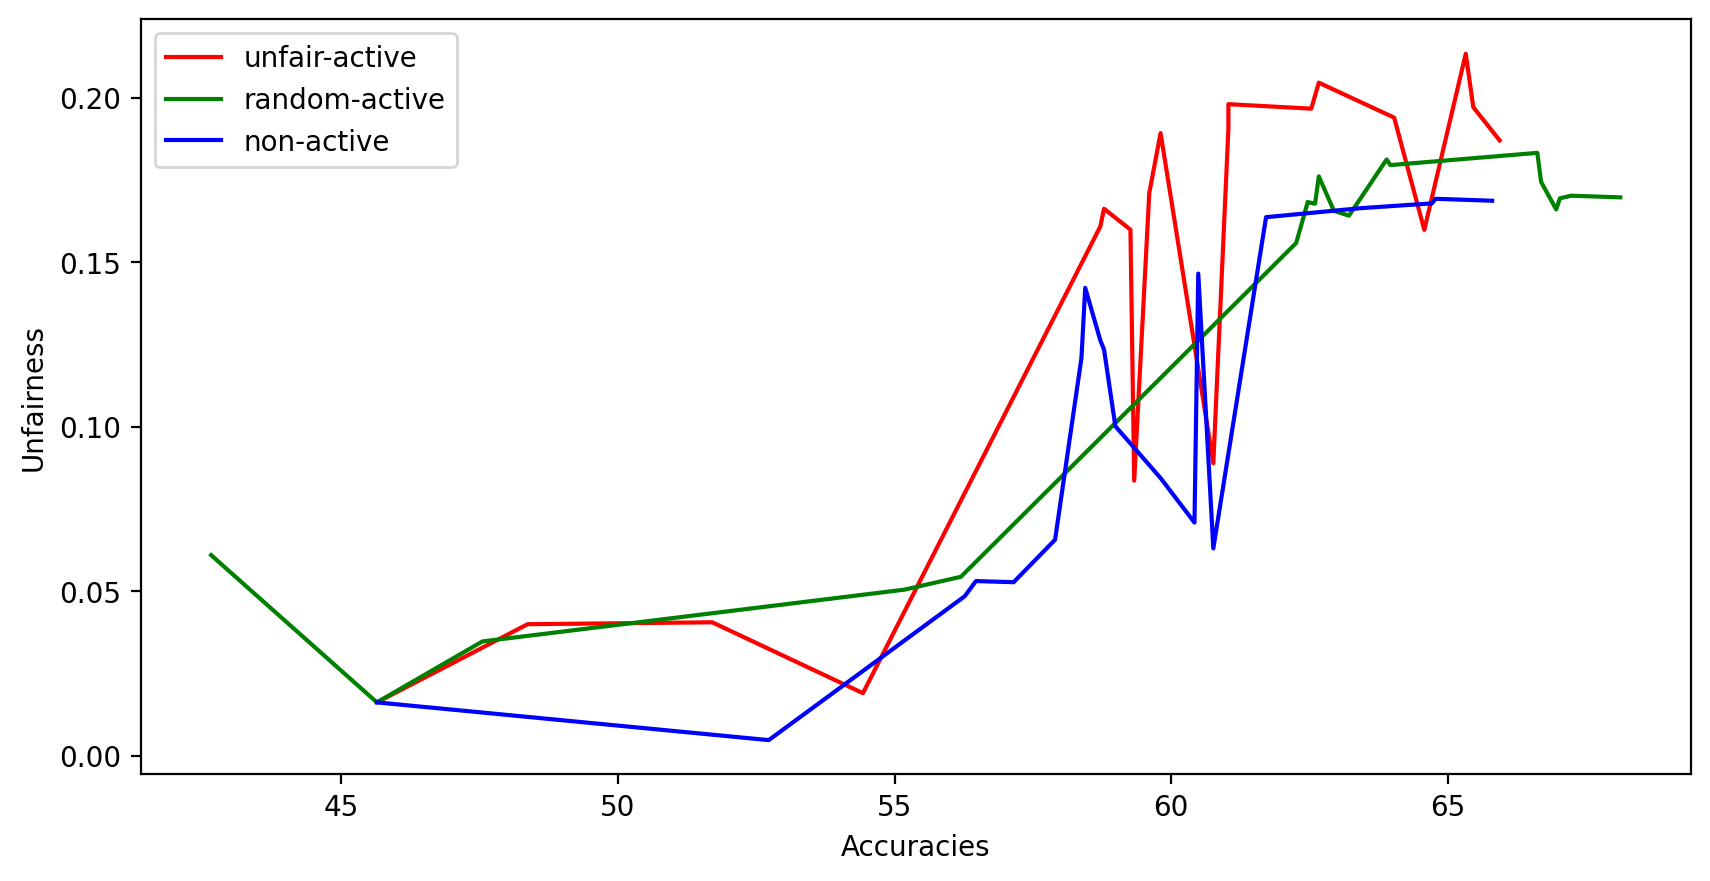 unfair-active
random-active
non-active
0.20
0.15
0.10
0.05
0.00
Unfairness
45 50 55 60 65
Accuracies